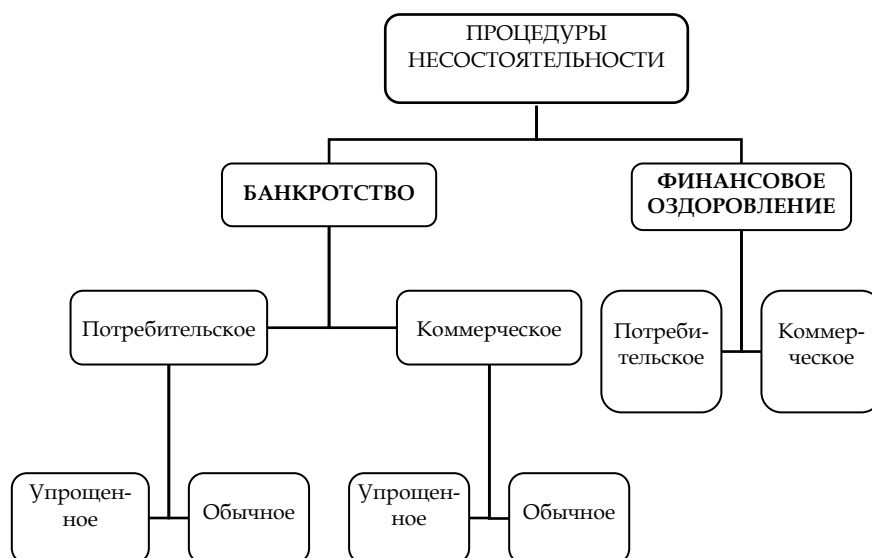 ПРОЦЕДУРЫ
НЕСОСТОЯТЕЛЬНОСТИ
БАНКРОТСТВО
ФИНАНСОВОЕ
ОЗДОРОВЛЕНИЕ
Потребительское
Коммерческое
Потреби-
тельское
Коммер-
ческое
Упрощен-
ное
Обычное
Упрощен-
ное
Обычное